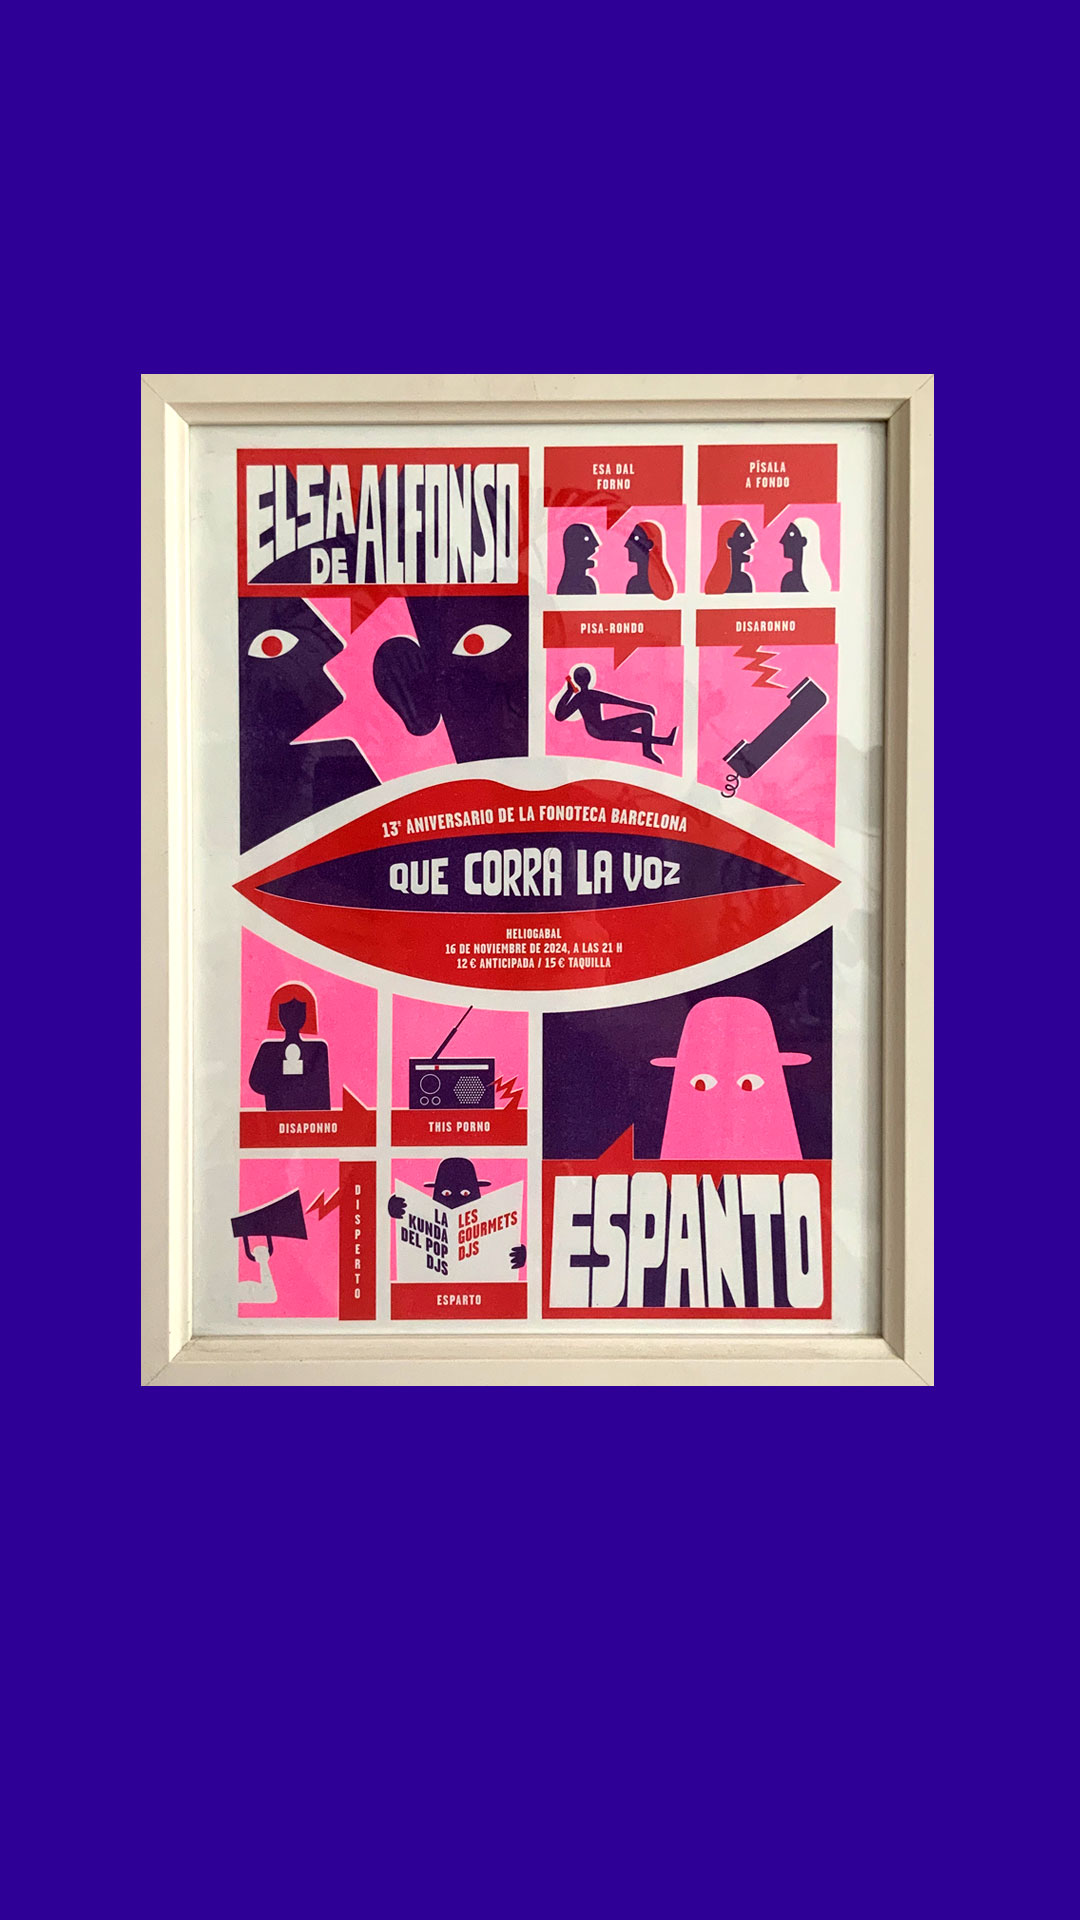 ELSA
DE ALFONSO
ESA DAL
FORNO
PÍSALA
A FONDO
PISA-RONDO
DISARONNO
13º ANIVERSARIO DE LA FONOTECA BARCELONA
QUE CORRA LA VOZ
HELIOGABAL
16 DE NOVIEMBRE DE 2024, A LAS 21 H
12 € ANTICIPADA / 15 € TAQUILLA
DISAPONNO
THIS PORNO
DISPERTO
LA
KUNDA
DEL POP
DJS
LES
GOURMETS
DJS
ESPARTO
ESPANTO